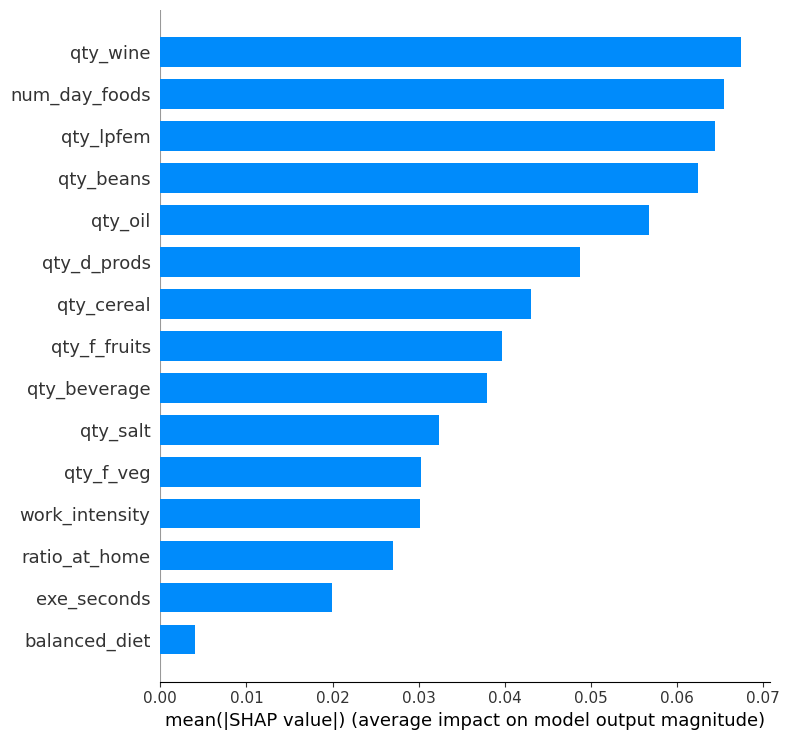 qty_wine
num_day_foods
qty_lpfem
qty_beans
qty_oil
qty_d_prods
qty_cereal
qty_f_fruits
qty_beverage
qty_salt
qty_f_veg
work_intensity
ratio_at_home
exe_seconds
balanced_diet
0.00 0.01 0.02 0.03 0.04 0.05 0.06 0.07
mean(|SHAP value|) (average impact on model output magnitude)